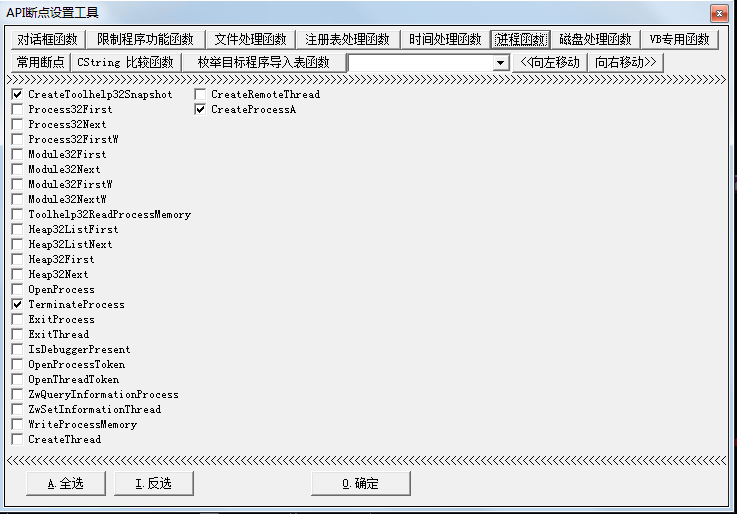 API断点设置工具
对话框函数 限制程序功能函数 文件处理函数 注册表处理函数 时间处理函数 进程函数 磁盘处理函数 VB专用函数
常用断点 CString 比较函数 枚举目标程序导入表函数 <<向左移动 向右移动>>
CreateToolhelp32Snapshot CreateRemoteThread
Process32First CreateProcessA
Process32Next
Process32FirstW
Module32First
Module32Next
Module32FirstW
Module32NextW
Toolhelp32ReadProcessMemory
Heap32ListFirst
Heap32ListNext
Heap32First
Heap32Next
OpenProcess
TerminateProcess
ExitProcess
ExitThread
IsDebuggerPresent
OpenProcessToken
OpenThreadToken
ZwQueryInformationProcess
ZwSetInformationThread
WriteProcessMemory
CreateThread
A.全选 I.反选 O.确定